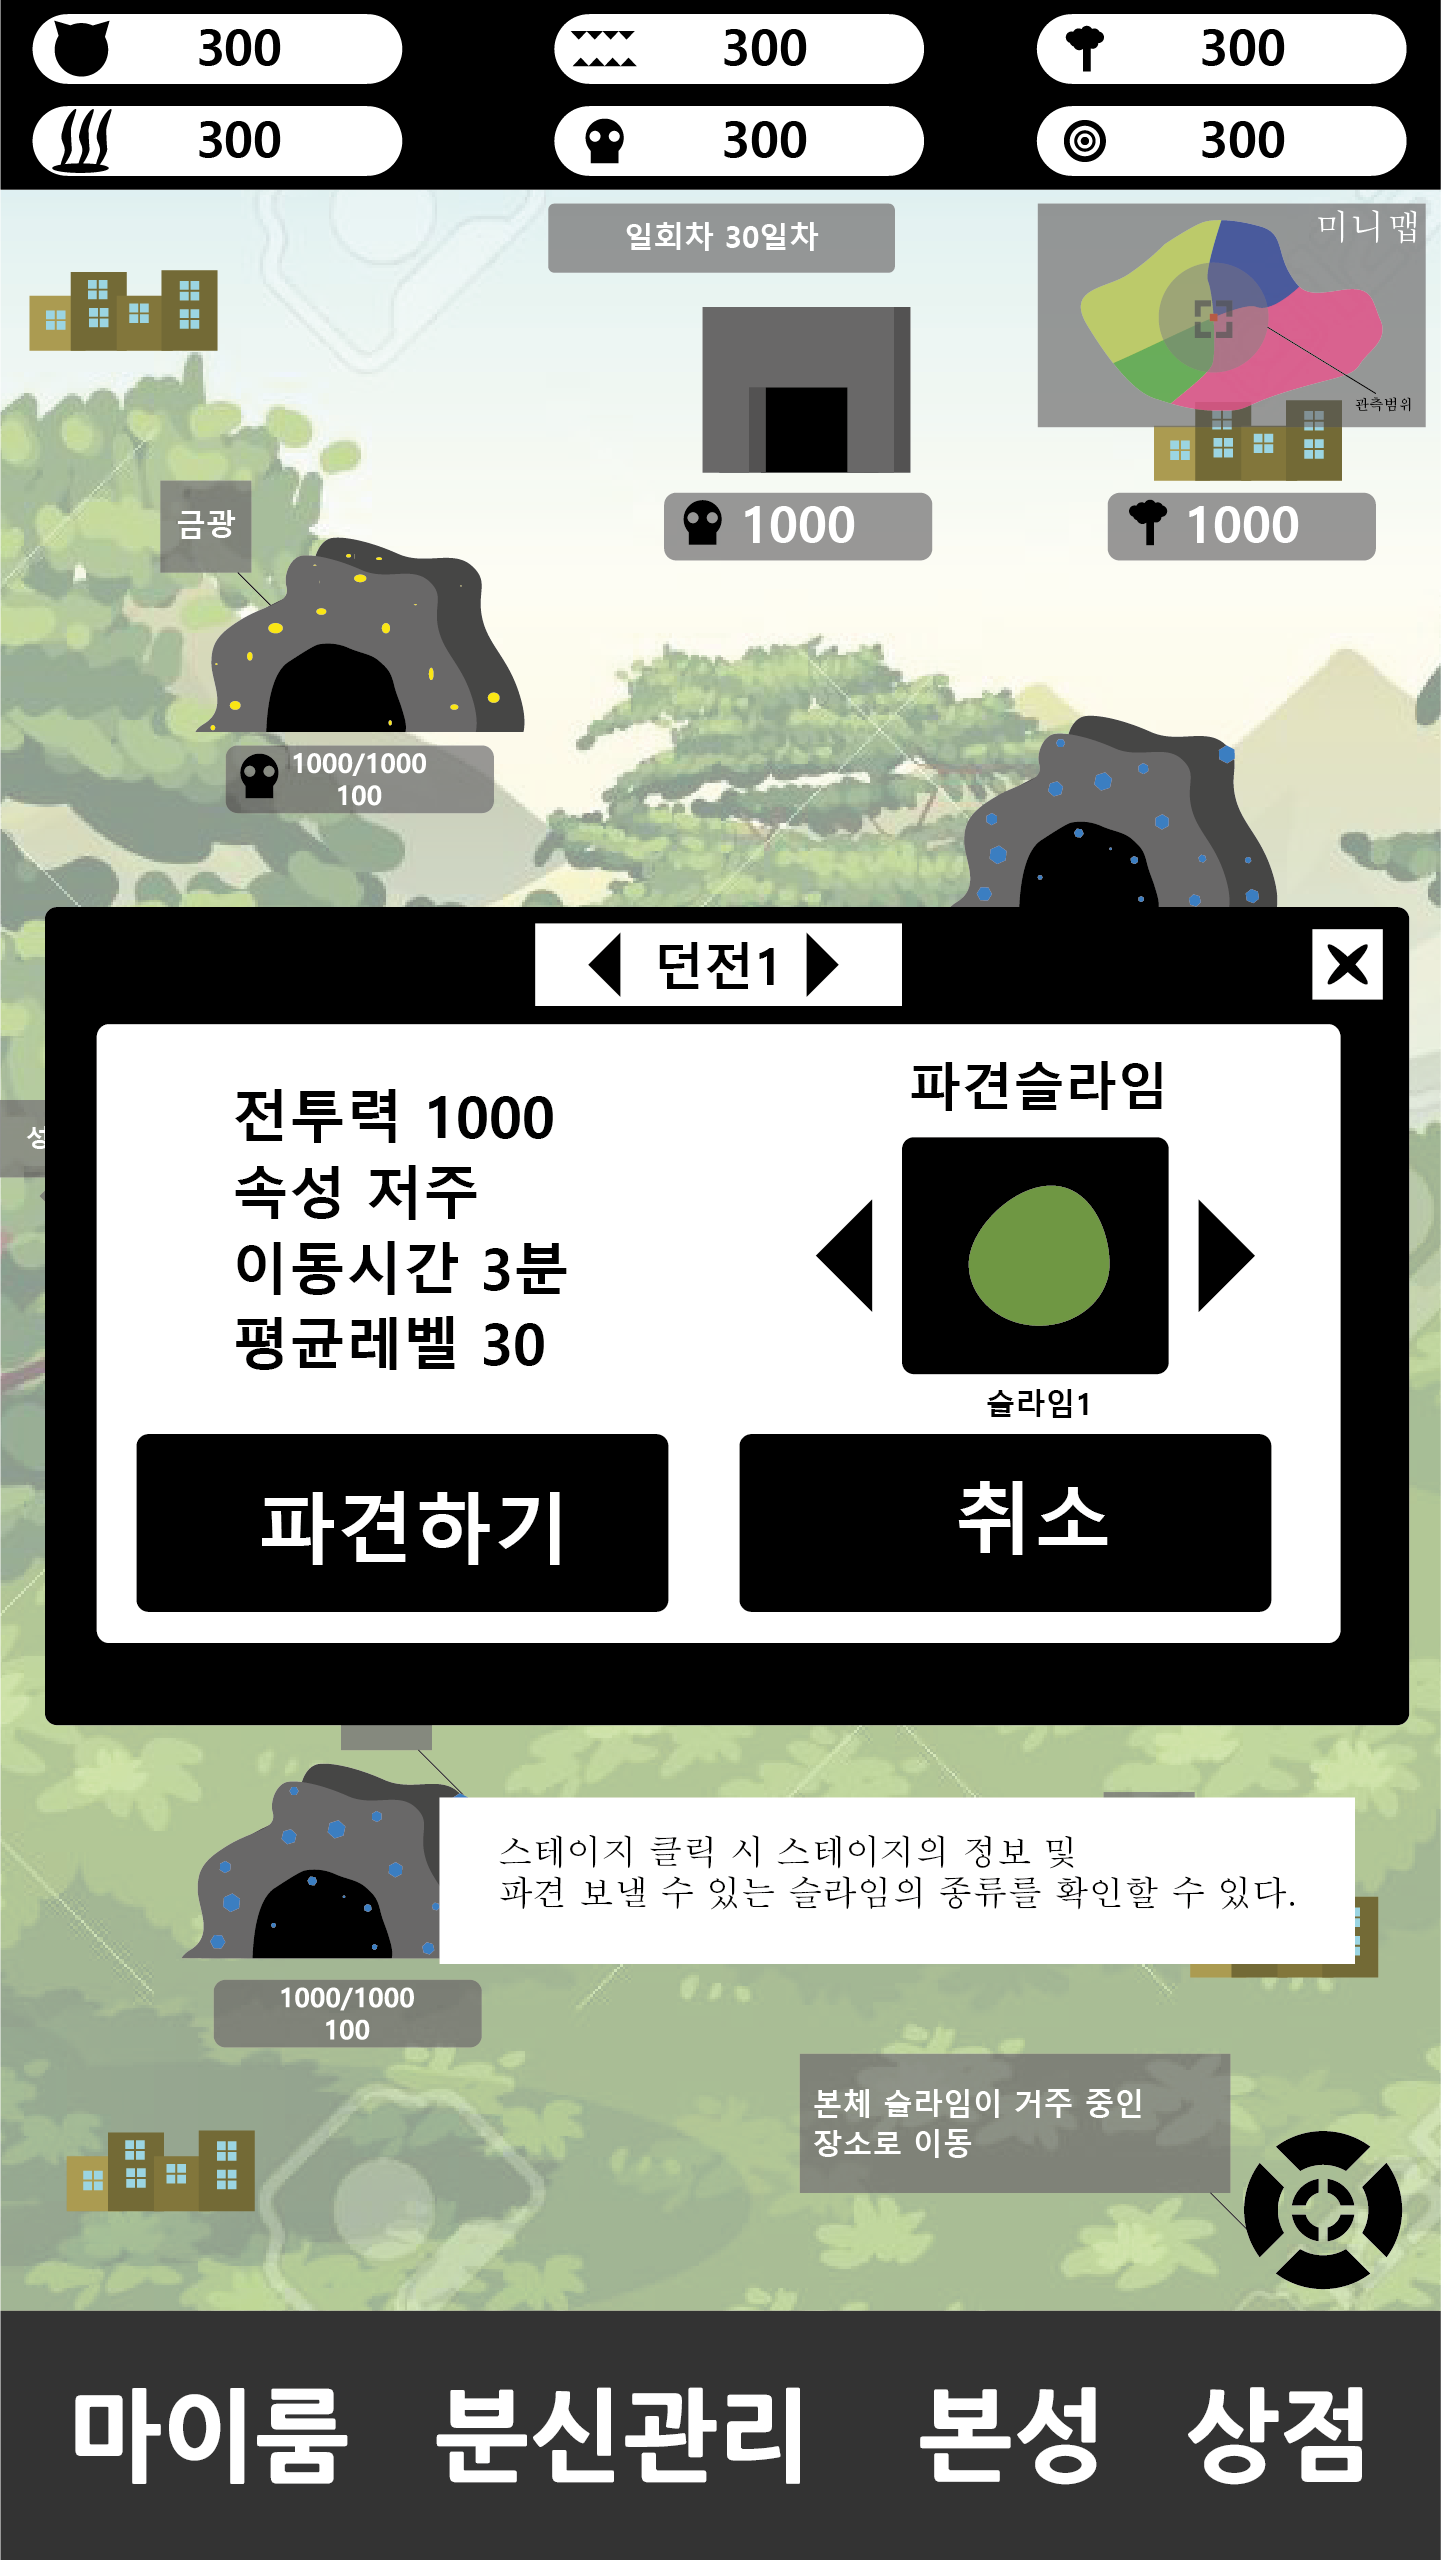 300
300
300
300
300
300
일회차 30일차
미니맵
관측범위
1000
1000
금광
1000/1000
100
던전1
파견슬라임
전투력 1000
속성 저주
이동시간 3분
평균레벨 30
슬라임1
파견하기
취소
스테이지 클릭 시 스테이지의 정보 및
파견 보낼 수 있는 슬라임의 종류를 확인할 수 있다.
1000/1000
100
본체 슬라임이 거주 중인
장소로 이동
마이룸 분신관리 본성 상점